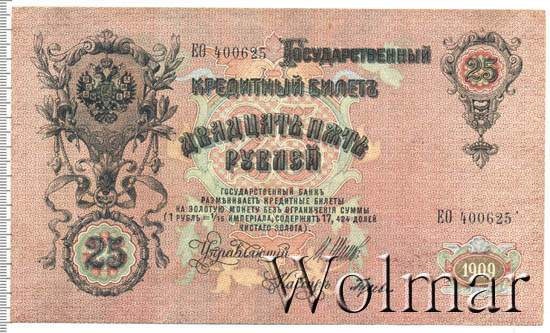 ЕО 400625 Государственный
25
Кредитный Билетъ
Двадцать пять
рублей
Государственный Банкъ
размѣниваетъ кредитные билеты
на золотую монету безъ ограниченія суммы
(1 рубль = 1/15 имперіала, содержитъ 17,424 долей
чистаго золота).
ЕО 400625
25
Управляющій
Кассиръ
1909
Wolmar